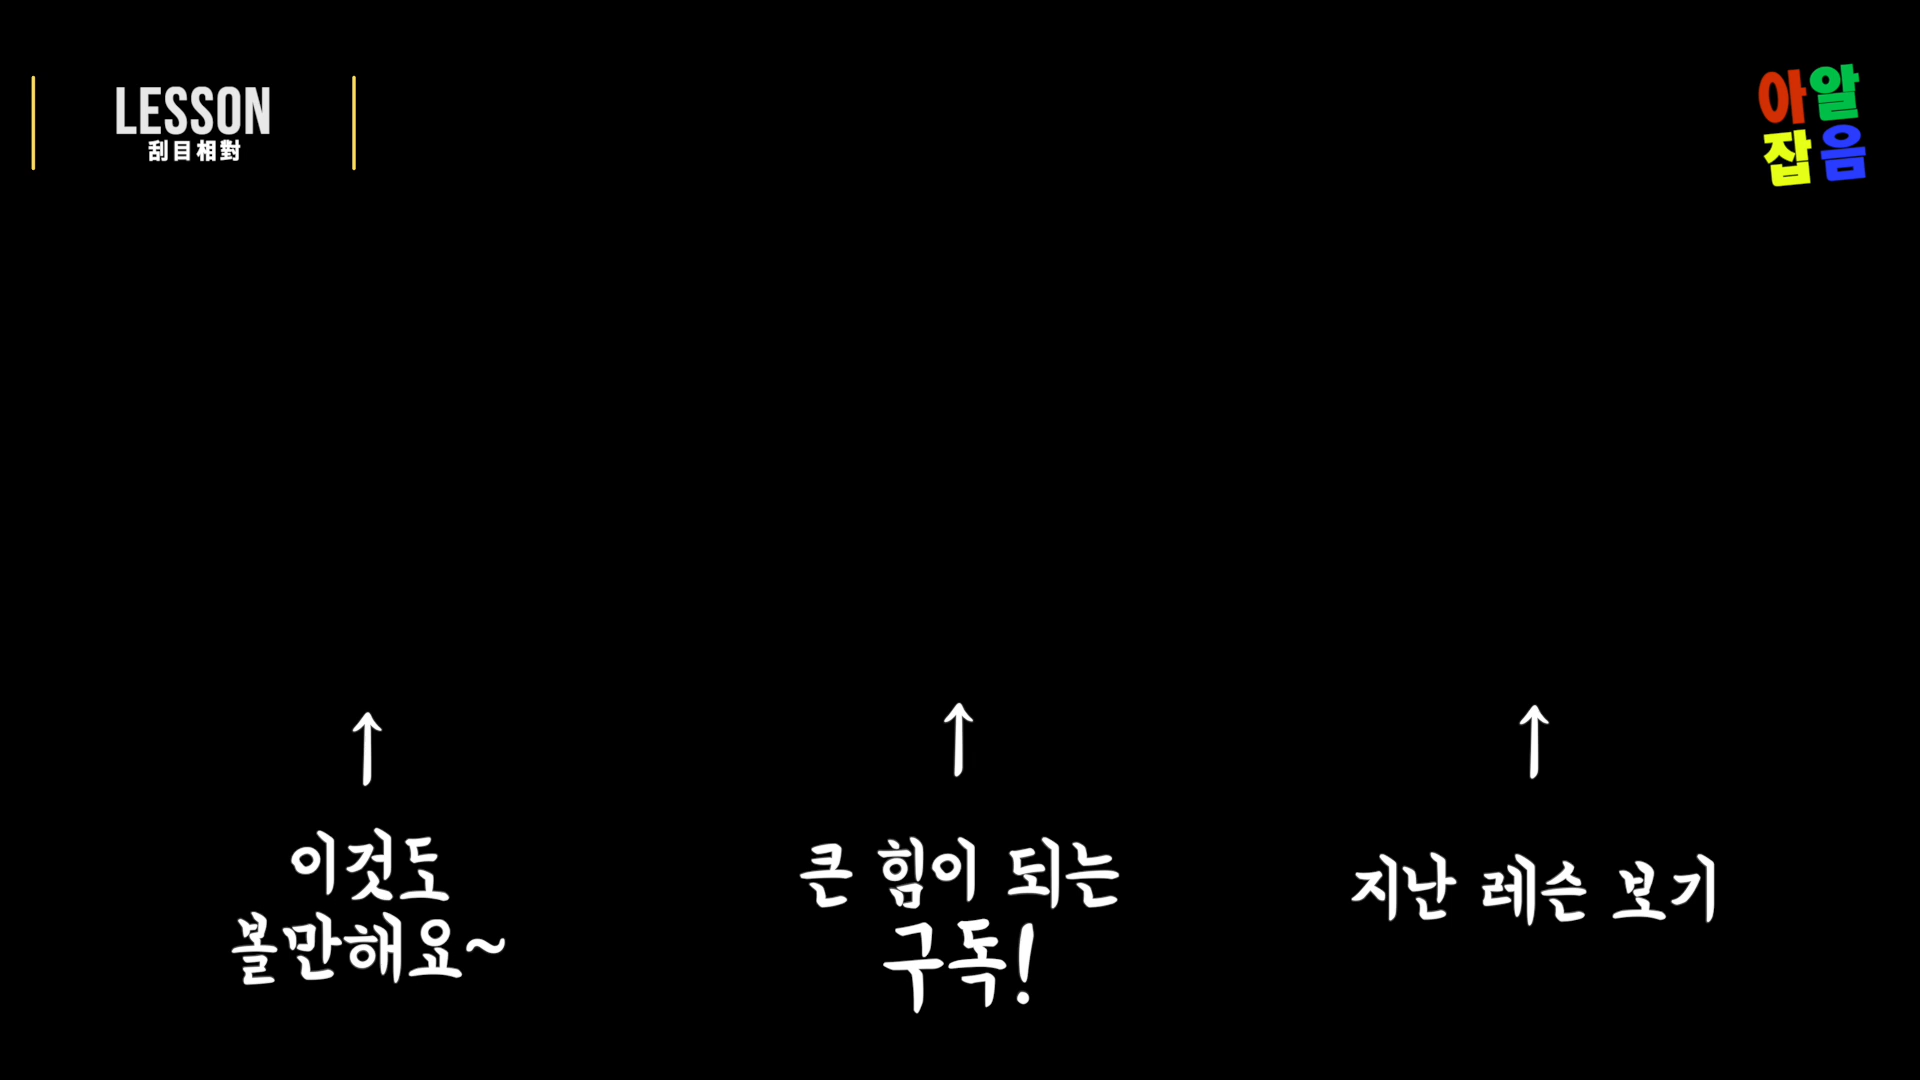 LESSON
刮目相對
아알
잡음
↑
이것도
볼만해요~
↑
큰 힘이 되는
구독!
↑
지난 레슨 보기